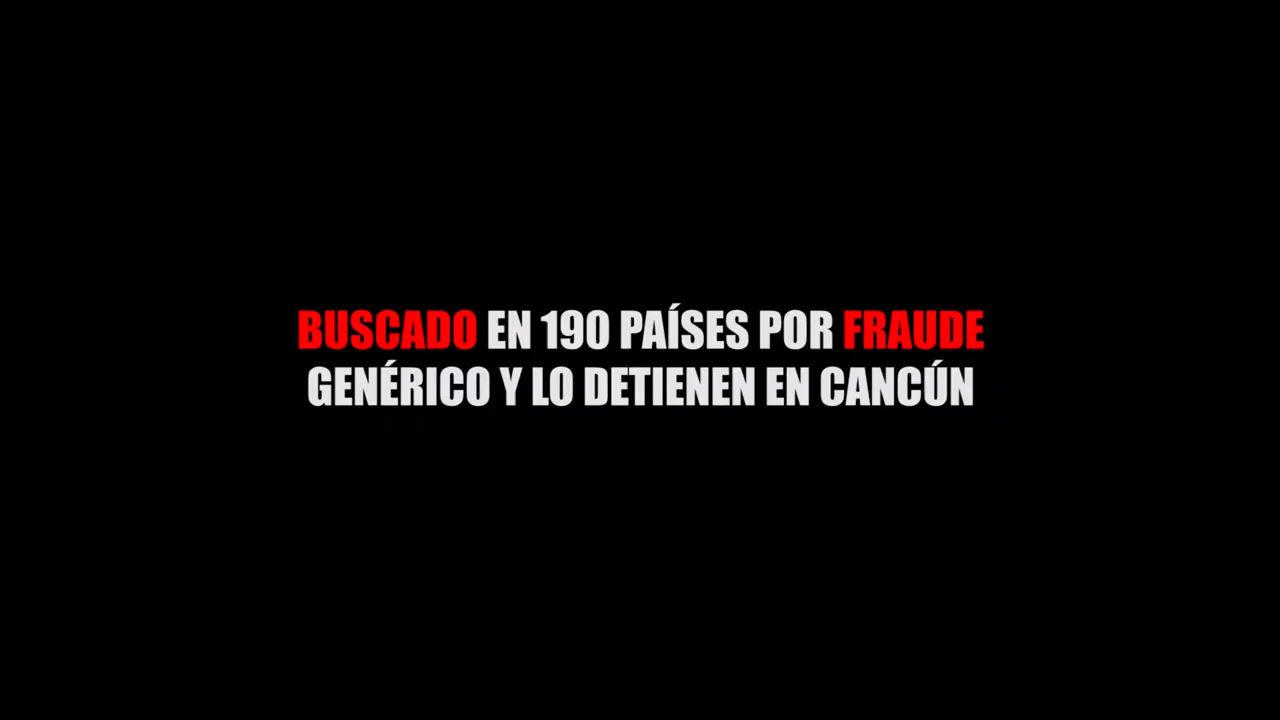 BUSCADO EN 190 PAÍSES POR FRAUDE
GENÉRICO Y LO DETIENEN EN CANCÚN